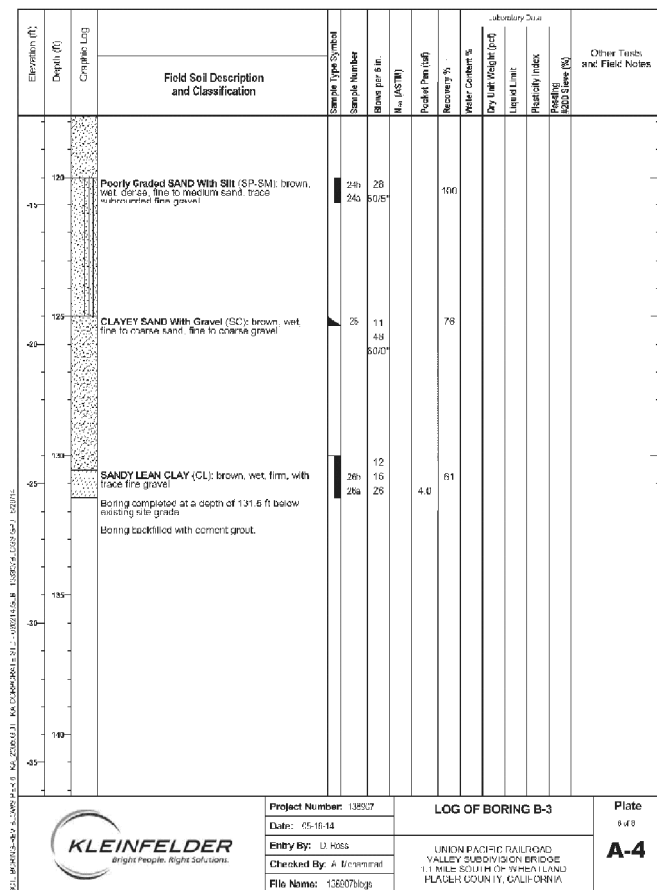 Laboratory Data
Elevation (ft)
Depth (ft)
Graphic Log
Field Soil Description
and Classification
Sample Type Symbol
Sample Number
Blows per 6 in.
(ASTM)
Pocket Pen (tsf)
Recovery %
Water Content %
Dry Unit Weight (pcf)
Liquid Limit
Plasticity Index
Passing
#200 Sieve (%)
Other Tests
and Field Notes
120
Poorly Graded SAND With Silt (SP-SM): brown,
wet, dense, fine to medium sand, trace
subrounded fine gravel
24b 28
24a 50/5"
100
-15
125
CLAYEY SAND With Gravel (SC): brown, wet,
fine to coarse sand, fine to coarse gravel
25 11
48
76
-20
130
12
SANDY LEAN CLAY (CL): brown, wet, firm, with
trace fine gravel
26b 16
26a 26
4.0
61
-25
Boring completed at a depth of 131.5 ft below
existing site grade
Boring backfilled with cement grout.
135
-30
140
-35
KLEINFELDER
Bright People. Right Solutions.
Project Number: 138907
Date: 05-16-14
Entry By: D. Ross
Checked By: A. Mohammad
File Name: 138907blogs
LOG OF BORING B-3
UNION PACIFIC RAILROAD
VALLEY SUBDIVISION BRIDGE
1.1 MILE SOUTH OF WHEATLAND
PLACER COUNTY, CALIFORNIA
Plate
A-4